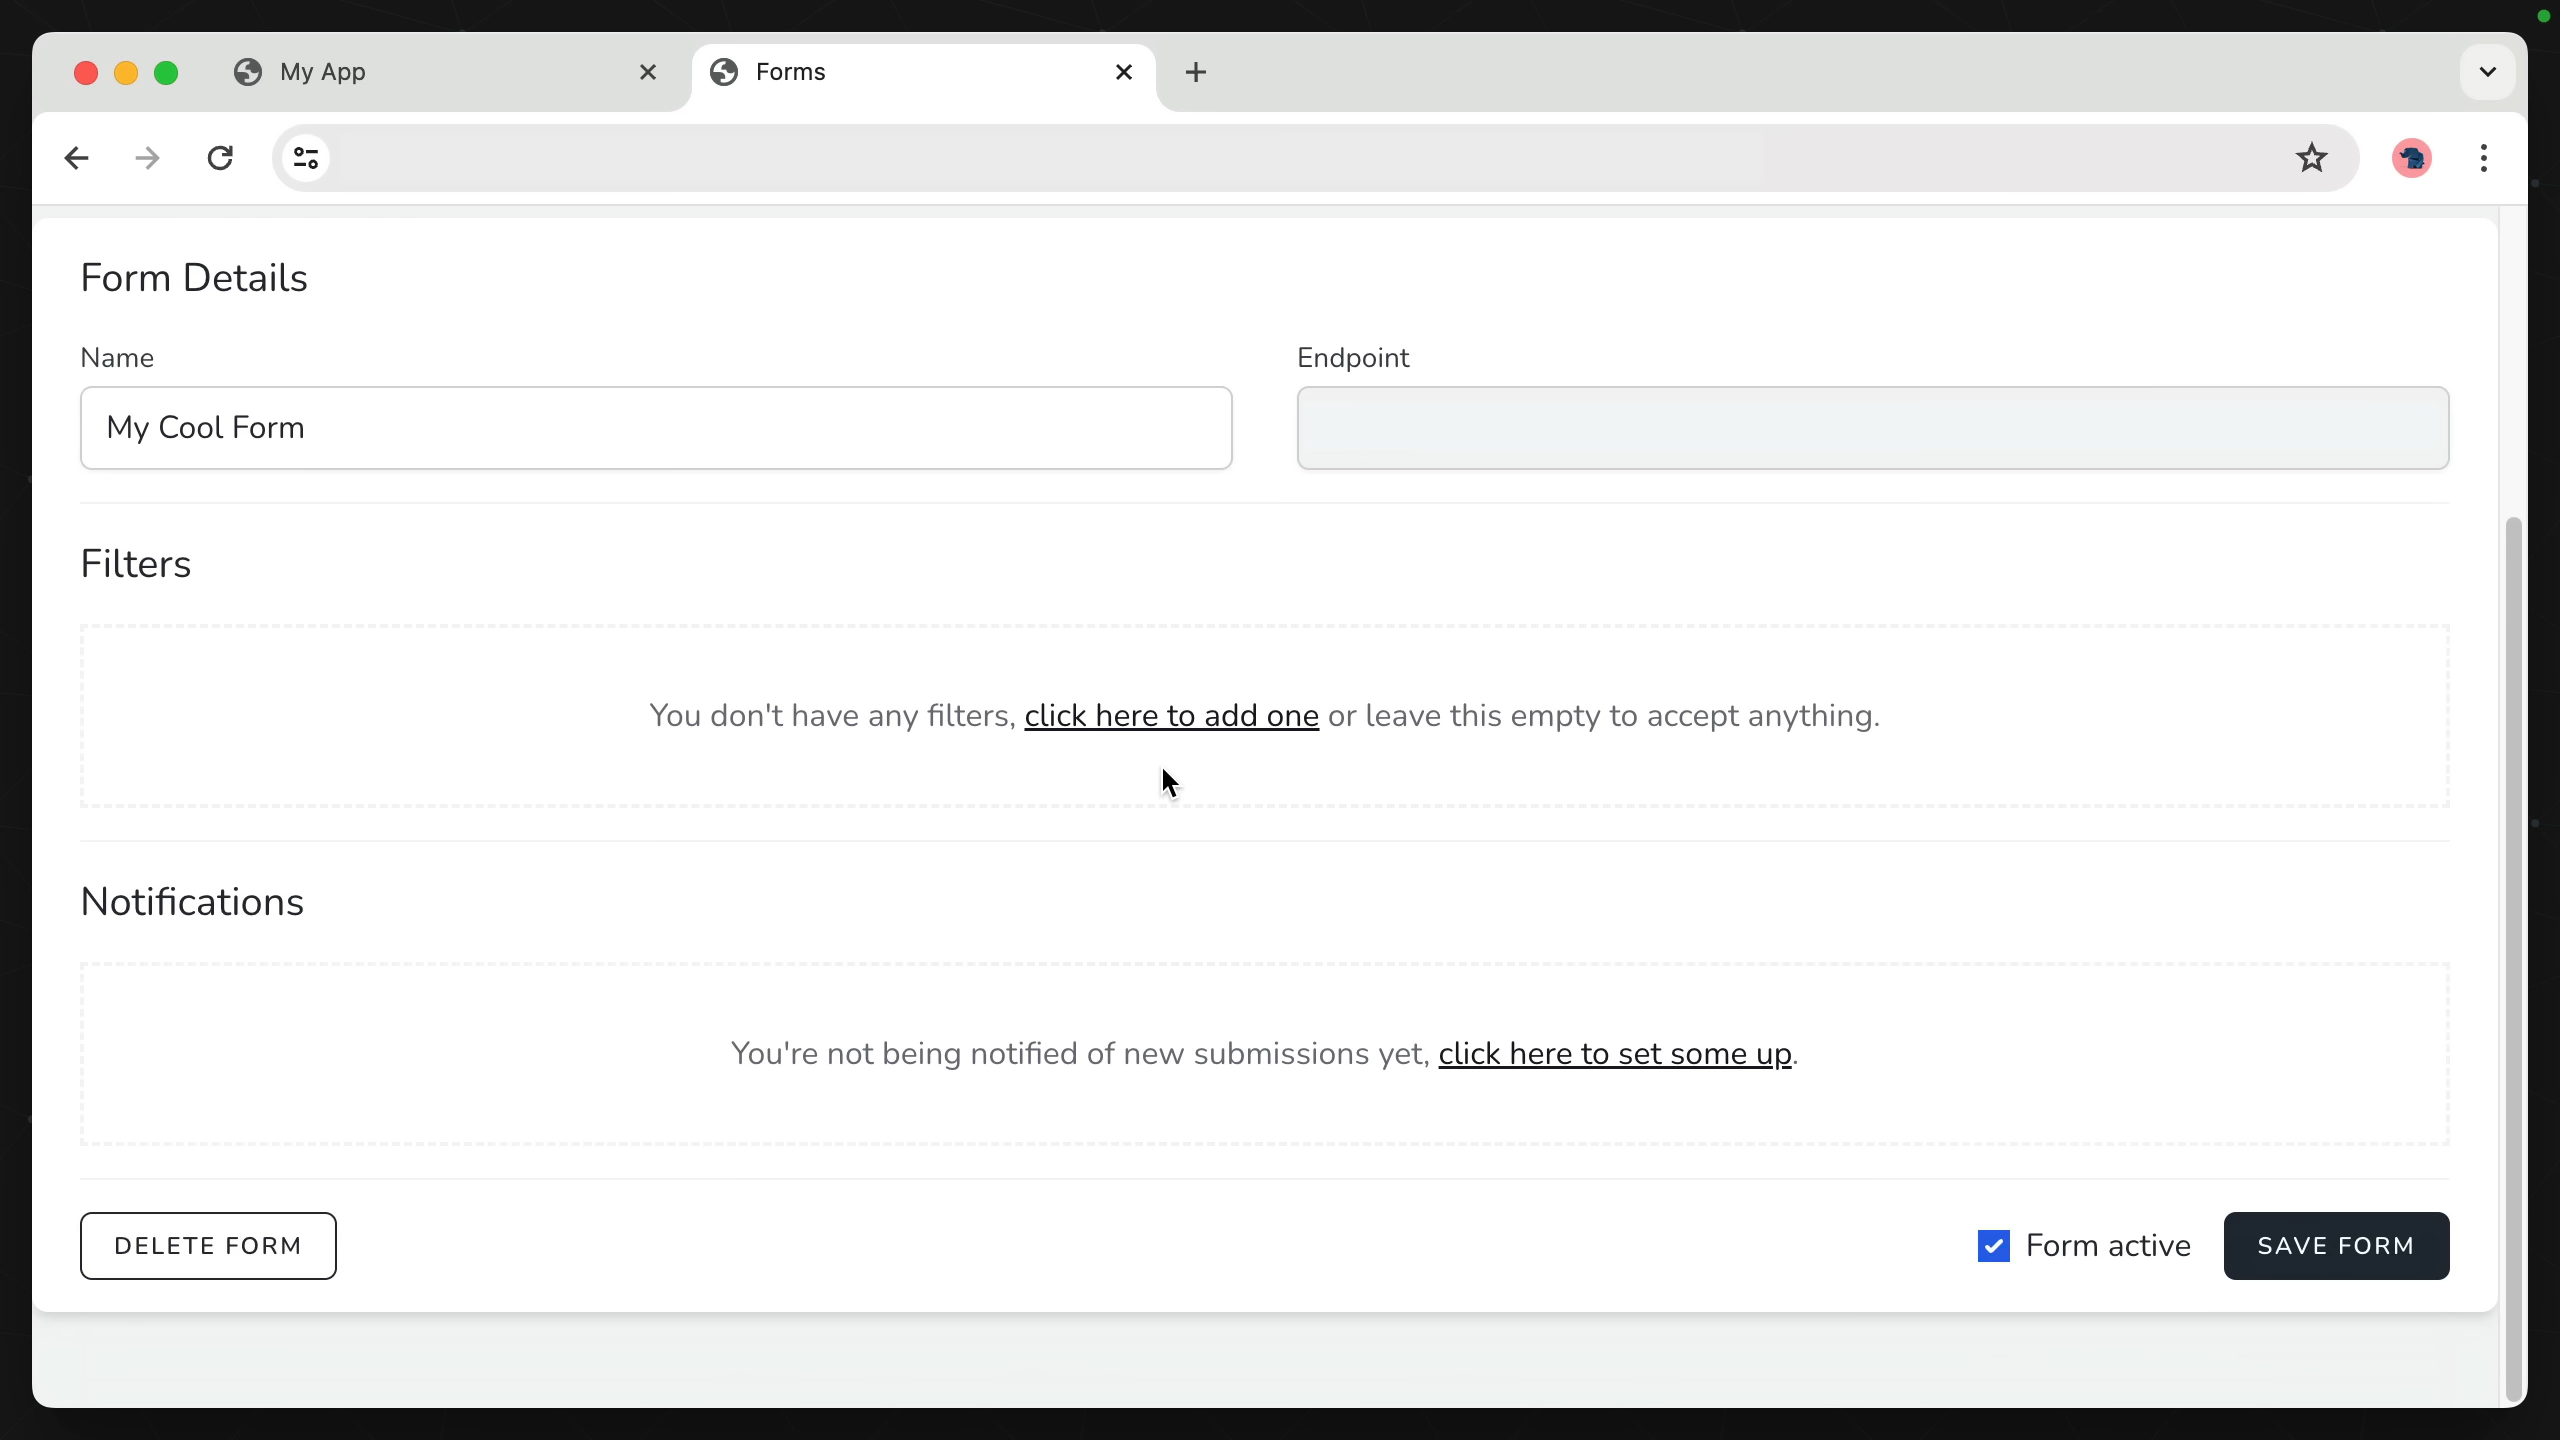 My App
Forms
Form Details
Name
Endpoint
My Cool Form
Filters
You don't have any filters, click here to add one or leave this empty to accept anything.
Notifications
You're not being notified of new submissions yet, click here to set some up.
DELETE FORM
Form active
SAVE FORM